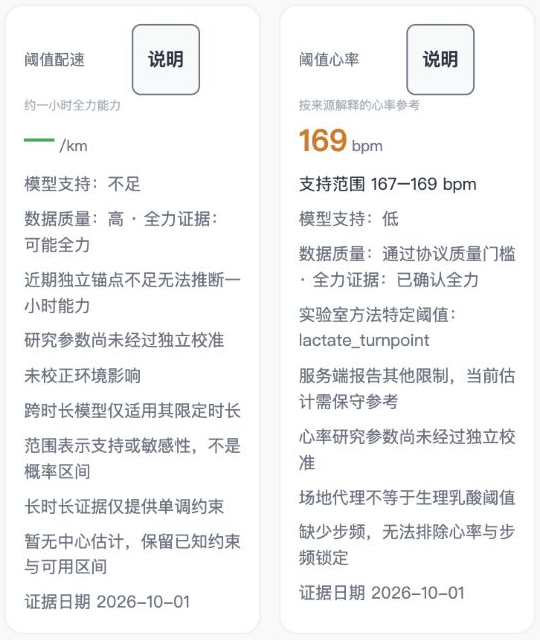 阈值配速
说明
约一小时全力能力
— /km
模型支持：不足
数据质量：高 · 全力证据：
可能全力
近期独立锚点不足无法推断一
小时能力
研究参数尚未经过独立校准
未校正环境影响
跨时长模型仅适用其限定时长
范围表示支持或敏感性，不是
概率区间
长时长证据仅提供单调约束
暂无中心估计，保留已知约束
与可用区间
证据日期 2026-10-01
阈值心率
说明
按来源解释的心率参考
169 bpm
支持范围 167–169 bpm
模型支持：低
数据质量：通过协议质量门槛
· 全力证据：已确认全力
实验室方法特定阈值：
lactate_turnpoint
服务端报告其他限制，当前估
计需保守参考
心率研究参数尚未经过独立校
准
场地代理不等于生理乳酸阈值
缺少步频，无法排除心率与步
频锁定
证据日期 2026-10-01